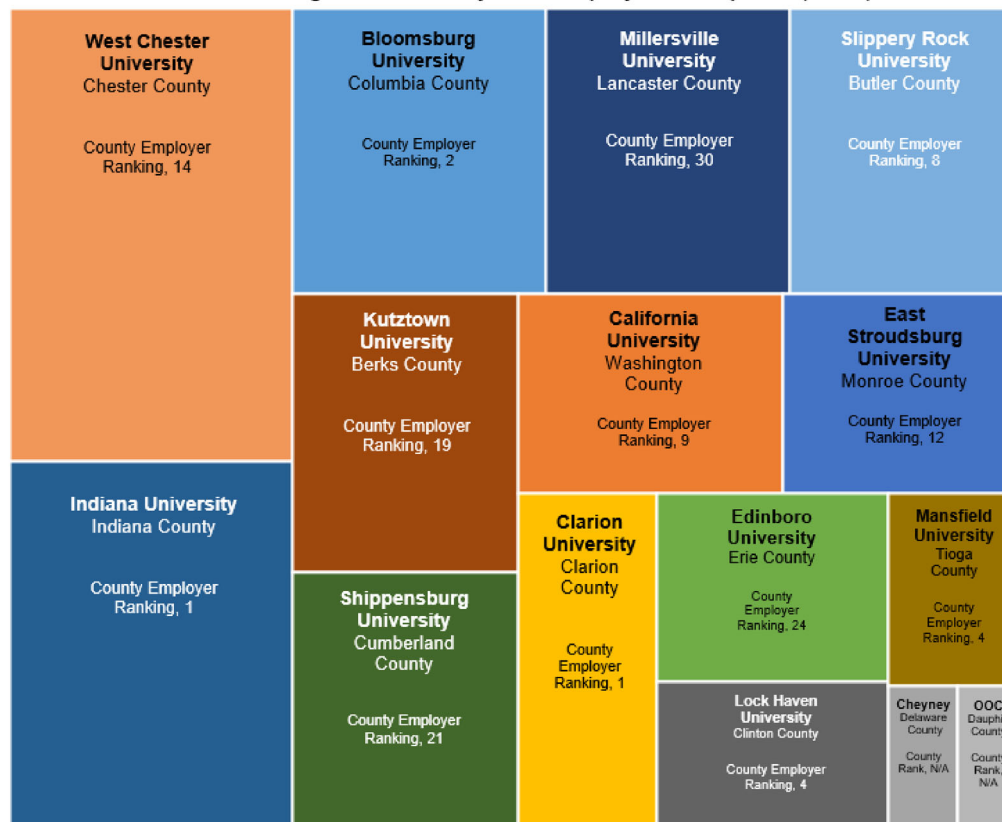 West Chester
University
Chester County
County Employer
Ranking, 14
Bloomsburg
University
Columbia County
County Employer
Ranking, 2
Millersville
University
Lancaster County
County Employer
Ranking, 30
Slippery Rock
University
Butler County
County Employer
Ranking, 8
Kutztown
University
Berks County
County Employer
Ranking, 19
California
University
Washington
County
County Employer
Ranking, 9
East
Stroudsburg
University
Monroe County
County Employer
Ranking, 12
Indiana University
Indiana County
County Employer
Ranking, 1
Shippensburg
University
Cumberland
County
County Employer
Ranking, 21
Clarion
University
Clarion
County
County
Employer
Ranking, 1
Edinboro
University
Erie County
County
Employer
Ranking, 24
Mansfield
University
Tioga
County
County
Employer
Ranking, 4
Lock Haven
University
Clinton County
County Employer
Ranking, 4
Cheyney
Delaware
County
County
Rank, N/A
OOC
Dauphi
County
County
Rank,
N/A